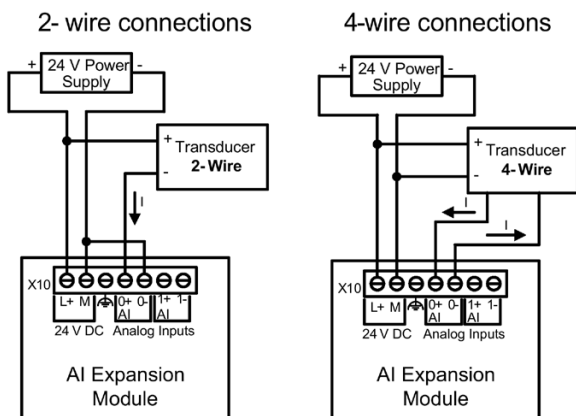 2- wire connections
+ 24 V Power Supply -
+ Transducer
- 2-Wire
I
X10
L+ M 0+ 0- 1+ 1-
AI AI
24 V DC Analog Inputs
AI Expansion
Module
4-wire connections
+ 24 V Power Supply -
+ Transducer
- 4-Wire
I
I
X10
L+ M 0+ 0- 1+ 1-
AI AI
24 V DC Analog Inputs
AI Expansion
Module